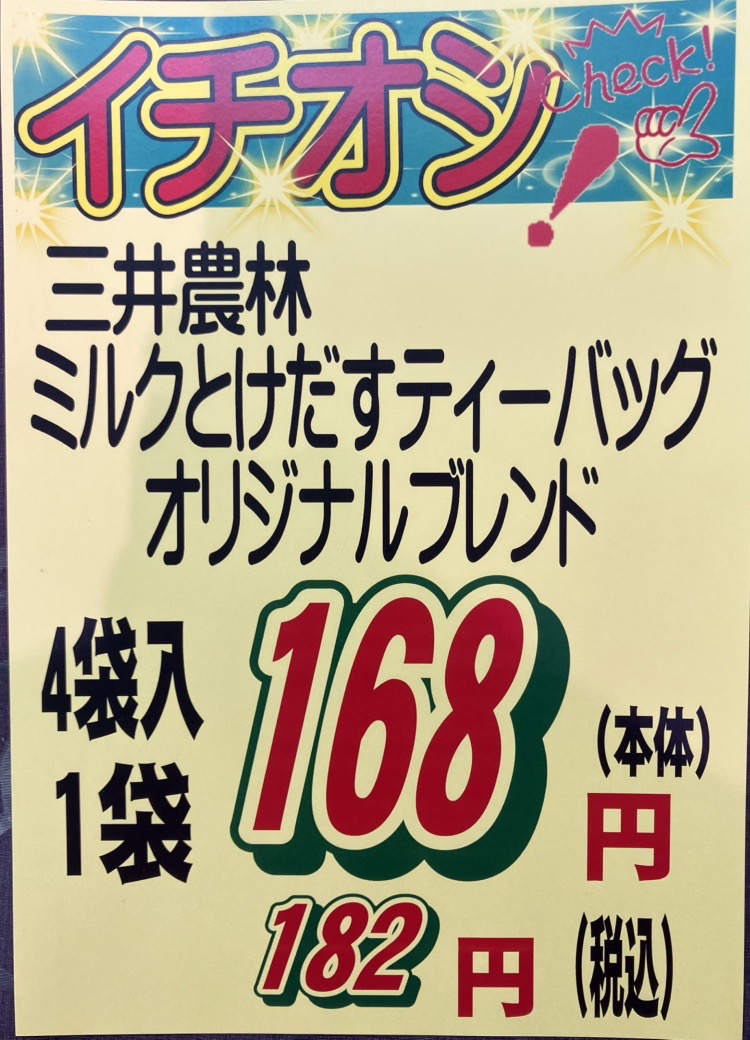 イチオシ!
Check!
三井農林
ミルクとけだすティーバッグ
オリジナルブレンド
4袋入
1袋
168
(本体)
円
182円(税込)